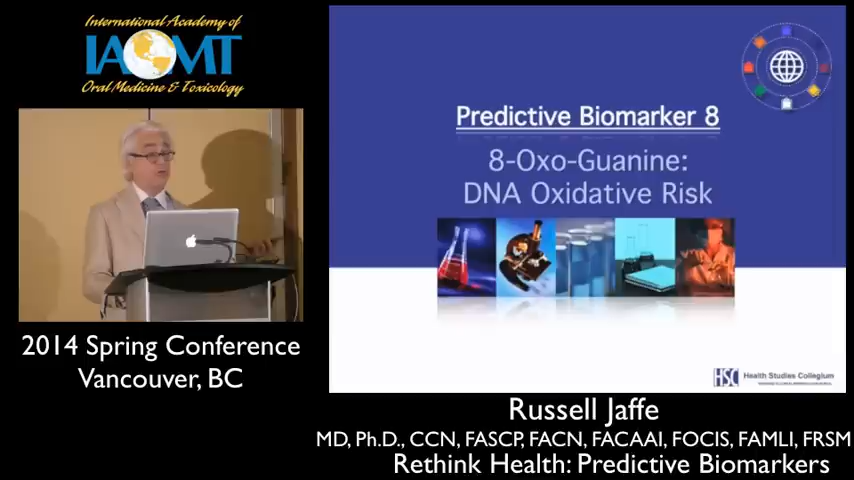 International Academy of
IAOMT
Oral Medicine & Toxicology
2014 Spring Conference
Vancouver, BC
Predictive Biomarker 8
8-Oxo-Guanine:
DNA Oxidative Risk
HSC Health Studies Collegium
Russell Jaffe
MD, Ph.D., CCN, FASCP, FACN, FACAAI, FOCIS, FAMLI, FRSM
Rethink Health: Predictive Biomarkers